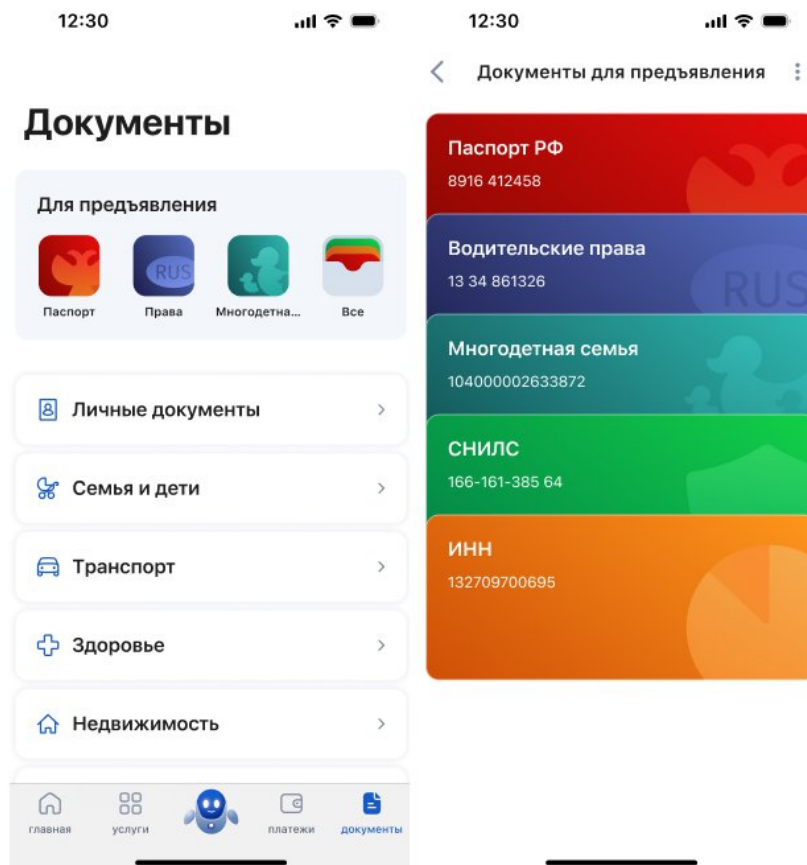 12:30
Документы
Для предъявления
RUS
Паспорт
Права
Многодетна...
Все
Личные документы
Семья и дети
Транспорт
Здоровье
Недвижимость
главная
услуги
платежи
документы
12:30
Документы для предъявления
Паспорт РФ
8916 412458
Водительские права
13 34 861326
RUS
Многодетная семья
104000002633872
СНИЛС
166-161-385 64
ИНН
132709700695